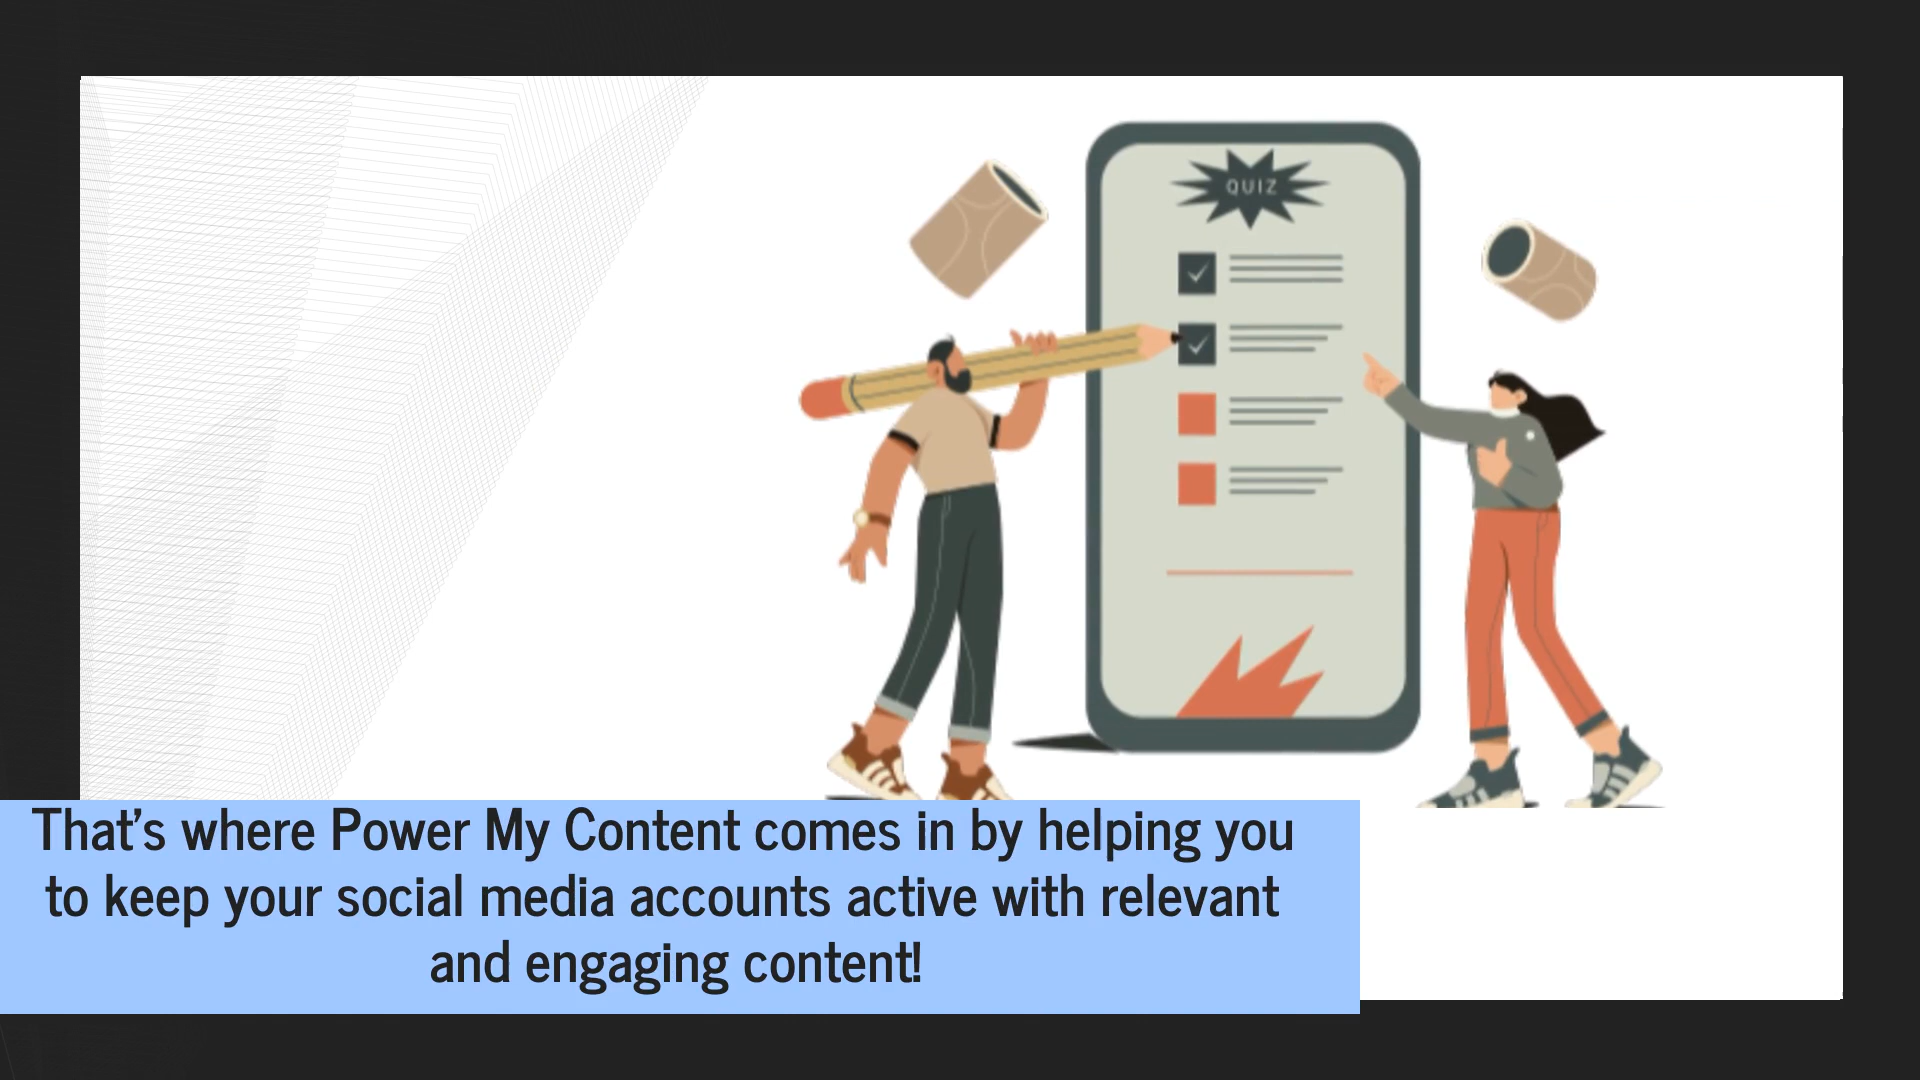 QUIZ
That's where Power My Content comes in by helping you
to keep your social media accounts active with relevant
and engaging content!